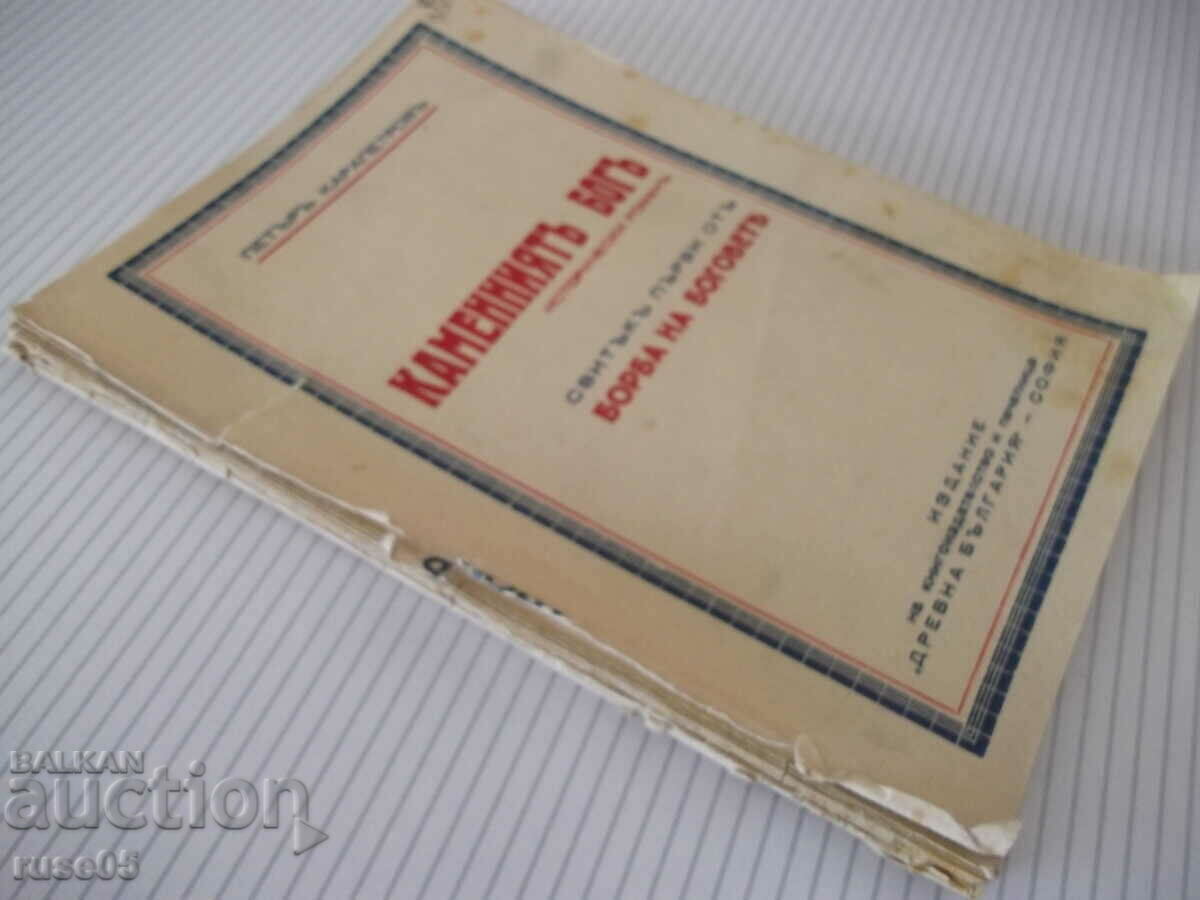 ПЕТЪРЪ КАРАПЕТРОВЪ
КАМЕННИЯТЪ БОГЪ
ИСТОРИЧЕСКИ РОМАНЪ
СВИТЪКЪ ПЪРВИ ОТЪ
БОРБА НА БОГОВЕТѢ
ИЗДАНИЕ
НА КНИГОИЗДАТЕЛСТВО И ПЕЧАТНИЦА
„ДРЕВНА БЪЛГАРИЯ" - СОФИЯ
BALKAN
auction
ruse05